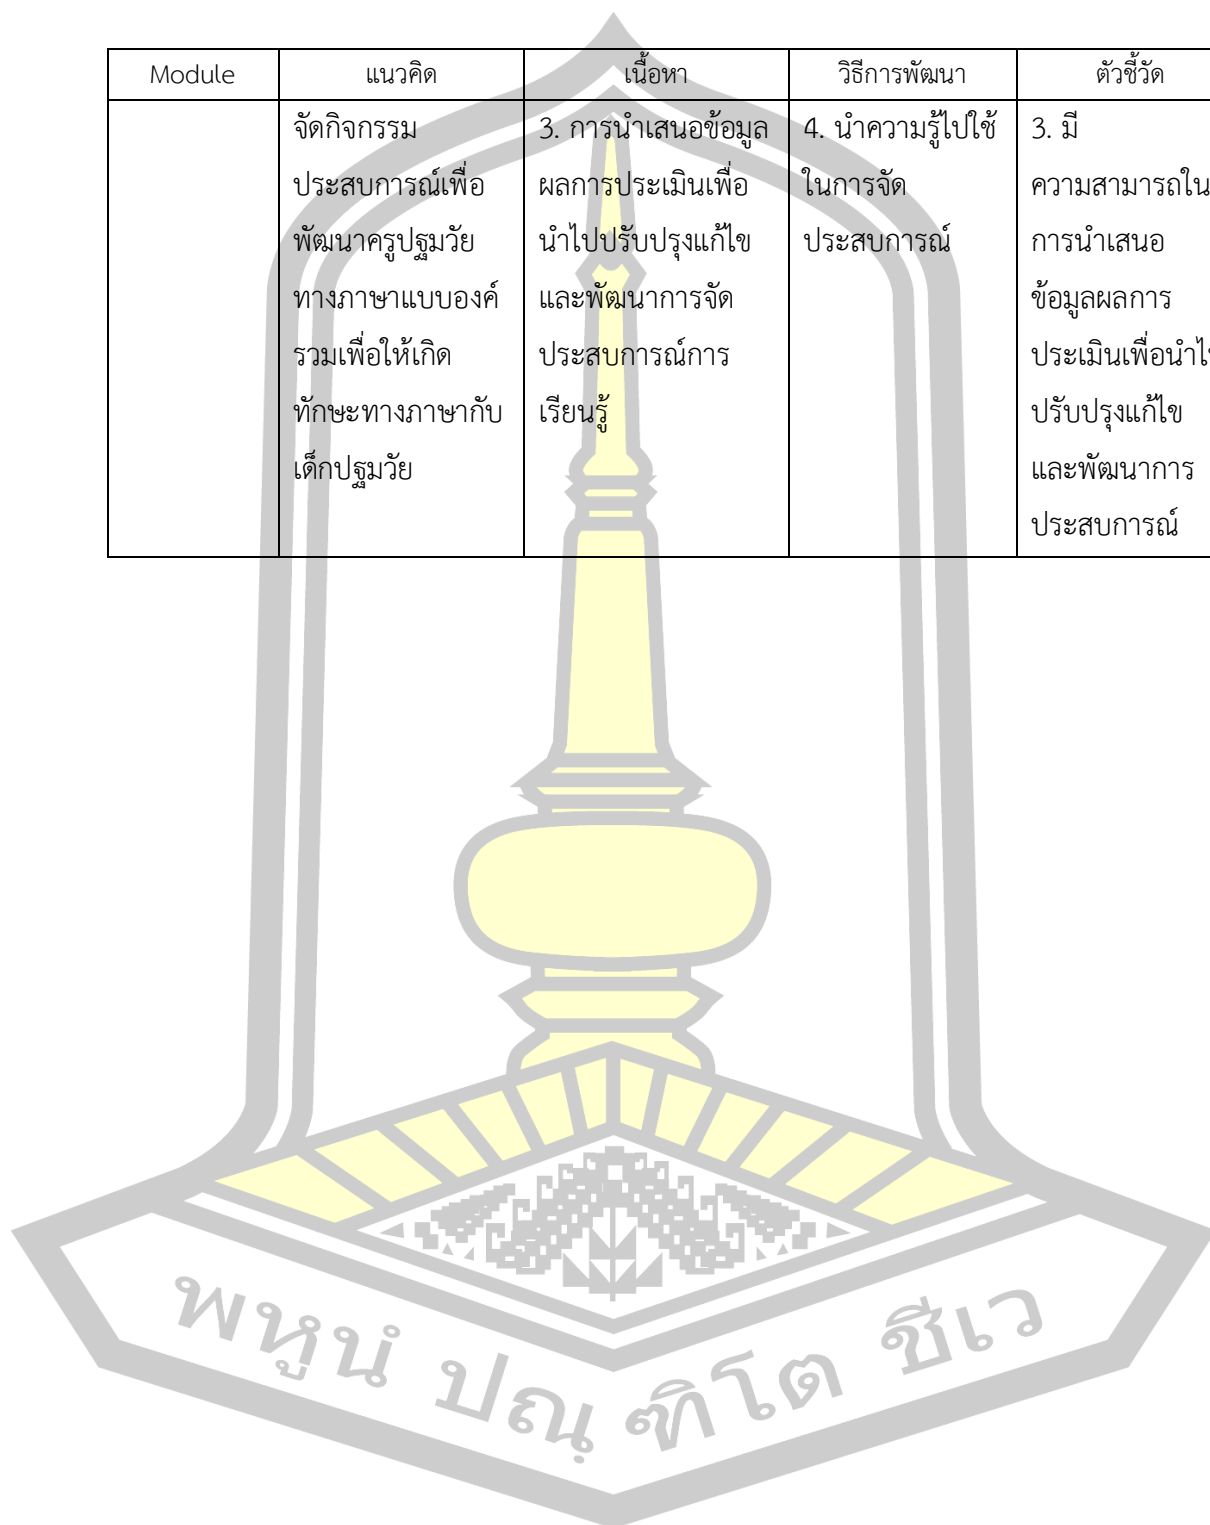 Module แนวคิด เนื้อหา วิธีการพัฒนา ตัวชี้วัด
จัดกิจกรรม 3. การนำเสนอข้อมูล 4. นำความรู้ไปใช้ 3. มี
ประสบการณ์เพื่อ ผลการประเมินเพื่อ ในการจัด ความสามารถใน
พัฒนาครูปฐมวัย นำไปปรับปรุงแก้ไข ประสบการณ์ การนำเสนอ
ทางภาษาแบบองค์ และพัฒนาการจัด ข้อมูลผลการ
รวมเพื่อให้เกิด ประสบการณ์การ ประเมินเพื่อนำ
ทักษะทางภาษากับ เรียนรู้ ปรับปรุงแก้ไข
เด็กปฐมวัย และพัฒนาการ
ประสบการณ์
พหูนํ ปณฺฑิโต ชีเว